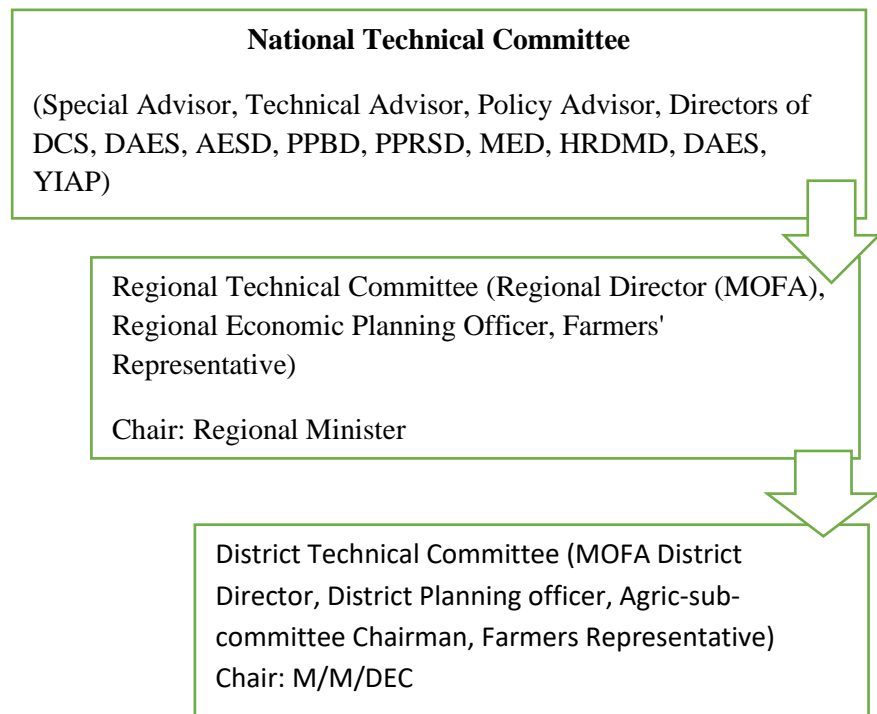 National Technical Committee
(Special Advisor, Technical Advisor, Policy Advisor, Directors of
DCS, DAES, AESD, PPBD, PPRSD, MED, HRDMD, DAES,
YIAP)
Regional Technical Committee (Regional Director (MOFA),
Regional Economic Planning Officer, Farmers'
Representative)
Chair: Regional Minister
District Technical Committee (MOFA District
Director, District Planning officer, Agric-sub-
committee Chairman, Farmers Representative)
Chair: M/M/DEC